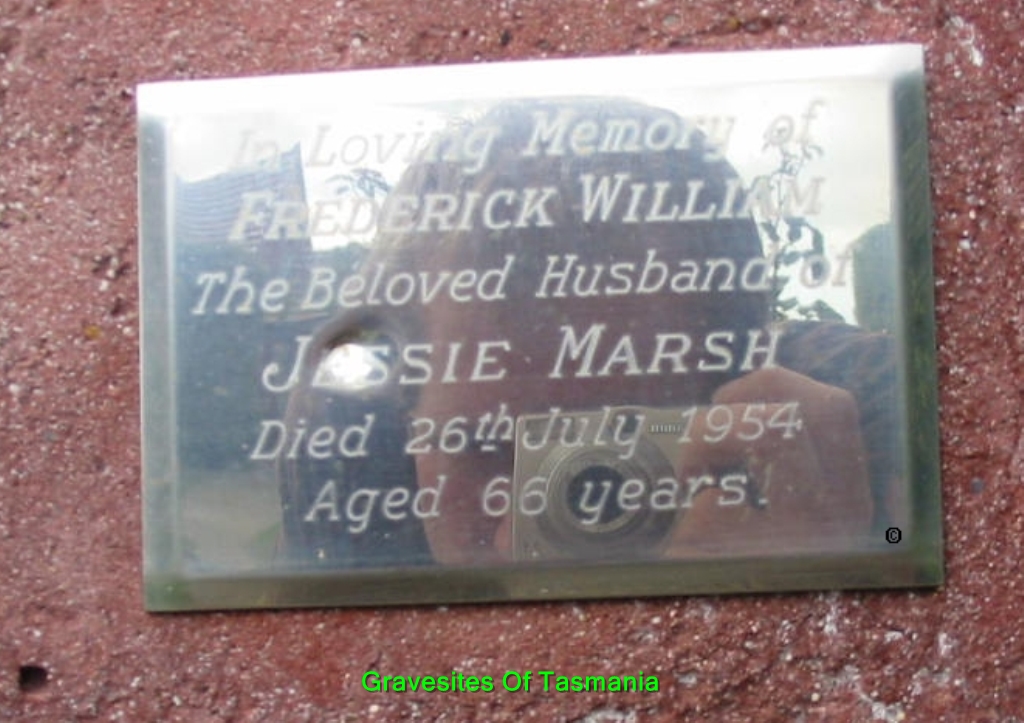 In Loving Memory of
FREDERICK WILLIAM
The Beloved Husband of
JESSIE MARSH
Died 26th July 1954
Aged 66 years.
©
Gravesites Of Tasmania